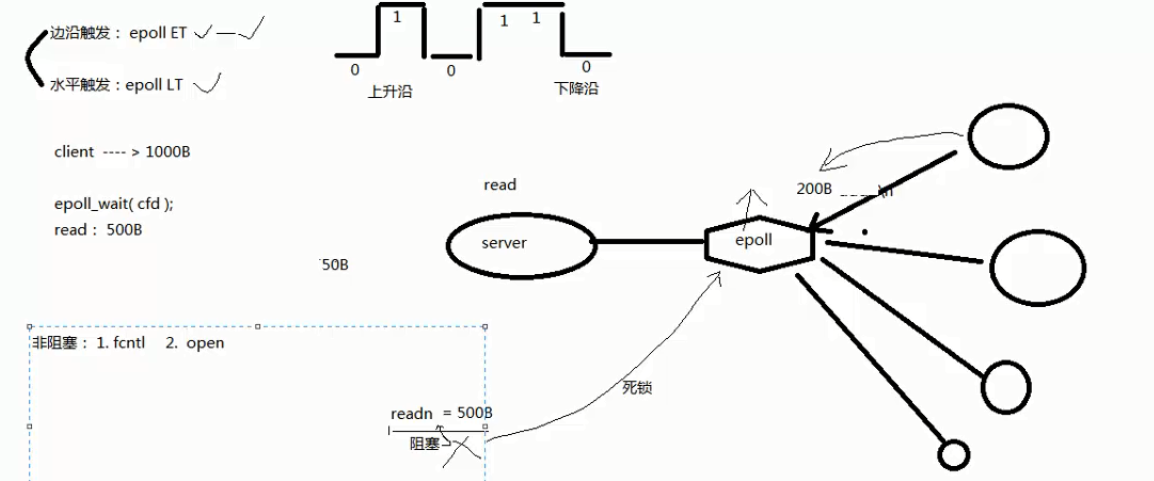 边沿触发： epoll ET
水平触发：epoll LT
1
1 1
0
0
0
上升沿
下降沿
client ---- > 1000B
epoll_wait( cfd );
read： 500B
50B
read
server
epoll
200B
非阻塞： 1. fcntl 2. open
readn = 500B
阻塞
死锁